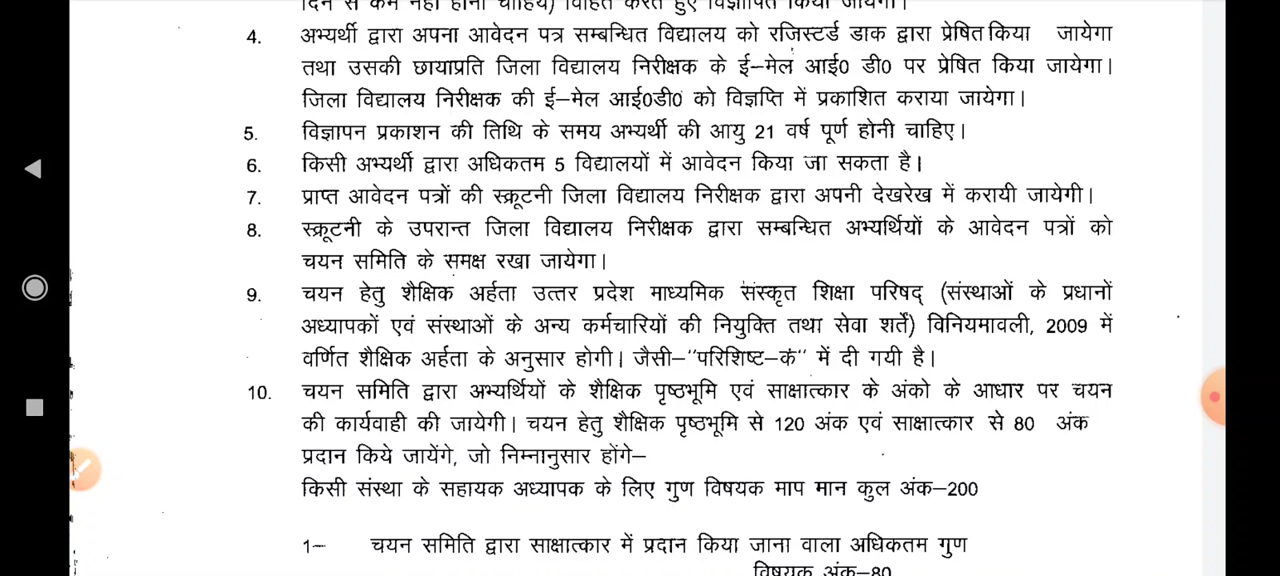 दिन से कम नही होनी चाहिये) विहित करते हुए विज्ञापित किया जायेगा।
4. अभ्यर्थी द्वारा अपना आवेदन पत्र सम्बन्धित विद्यालय को रजिस्टर्ड डाक द्वारा प्रेषित किया जायेगा
तथा उसकी छायाप्रति जिला विद्यालय निरीक्षक के ई–मेल आई0 डी0 पर प्रेषित किया जायेगा।
जिला विद्यालय निरीक्षक की ई–मेल आई0डी0 को विज्ञप्ति में प्रकाशित कराया जायेगा।
5. विज्ञापन प्रकाशन की तिथि के समय अभ्यर्थी की आयु 21 वर्ष पूर्ण होनी चाहिए।
6. किसी अभ्यर्थी द्वारा अधिकतम 5 विद्यालयों में आवेदन किया जा सकता है।
7. प्राप्त आवेदन पत्रों की स्क्रूटनी जिला विद्यालय निरीक्षक द्वारा अपनी देखरेख में करायी जायेगी।
8. स्क्रूटनी के उपरान्त जिला विद्यालय निरीक्षक द्वारा सम्बन्धित अभ्यर्थियों के आवेदन पत्रों को
चयन समिति के समक्ष रखा जायेगा।
9. चयन हेतु शैक्षिक अर्हता उत्तर प्रदेश माध्यमिक संस्कृत शिक्षा परिषद् (संस्थाओं के प्रधानों
अध्यापकों एवं संस्थाओं के अन्य कर्मचारियों की नियुक्ति तथा सेवा शर्ते) विनियमावली, 2009 में
वर्णित शैक्षिक अर्हता के अनुसार होगी। जैसी–"परिशिष्ट–कं" में दी गयी है।
10. चयन समिति द्वारा अभ्यर्थियों के शैक्षिक पृष्ठभूमि एवं साक्षात्कार के अंको के आधार पर चयन
की कार्यवाही की जायेगी। चयन हेतु शैक्षिक पृष्ठभूमि से 120 अंक एवं साक्षात्कार से 80 अंक
प्रदान किये जायेंगे, जो निम्नानुसार होंगे–
किसी संस्था के सहायक अध्यापक के लिए गुण विषयक माप मान कुल अंक–200
1– चयन समिति द्वारा साक्षात्कार में प्रदान किया जाना वाला अधिकतम गुण
विषयक अंक–80